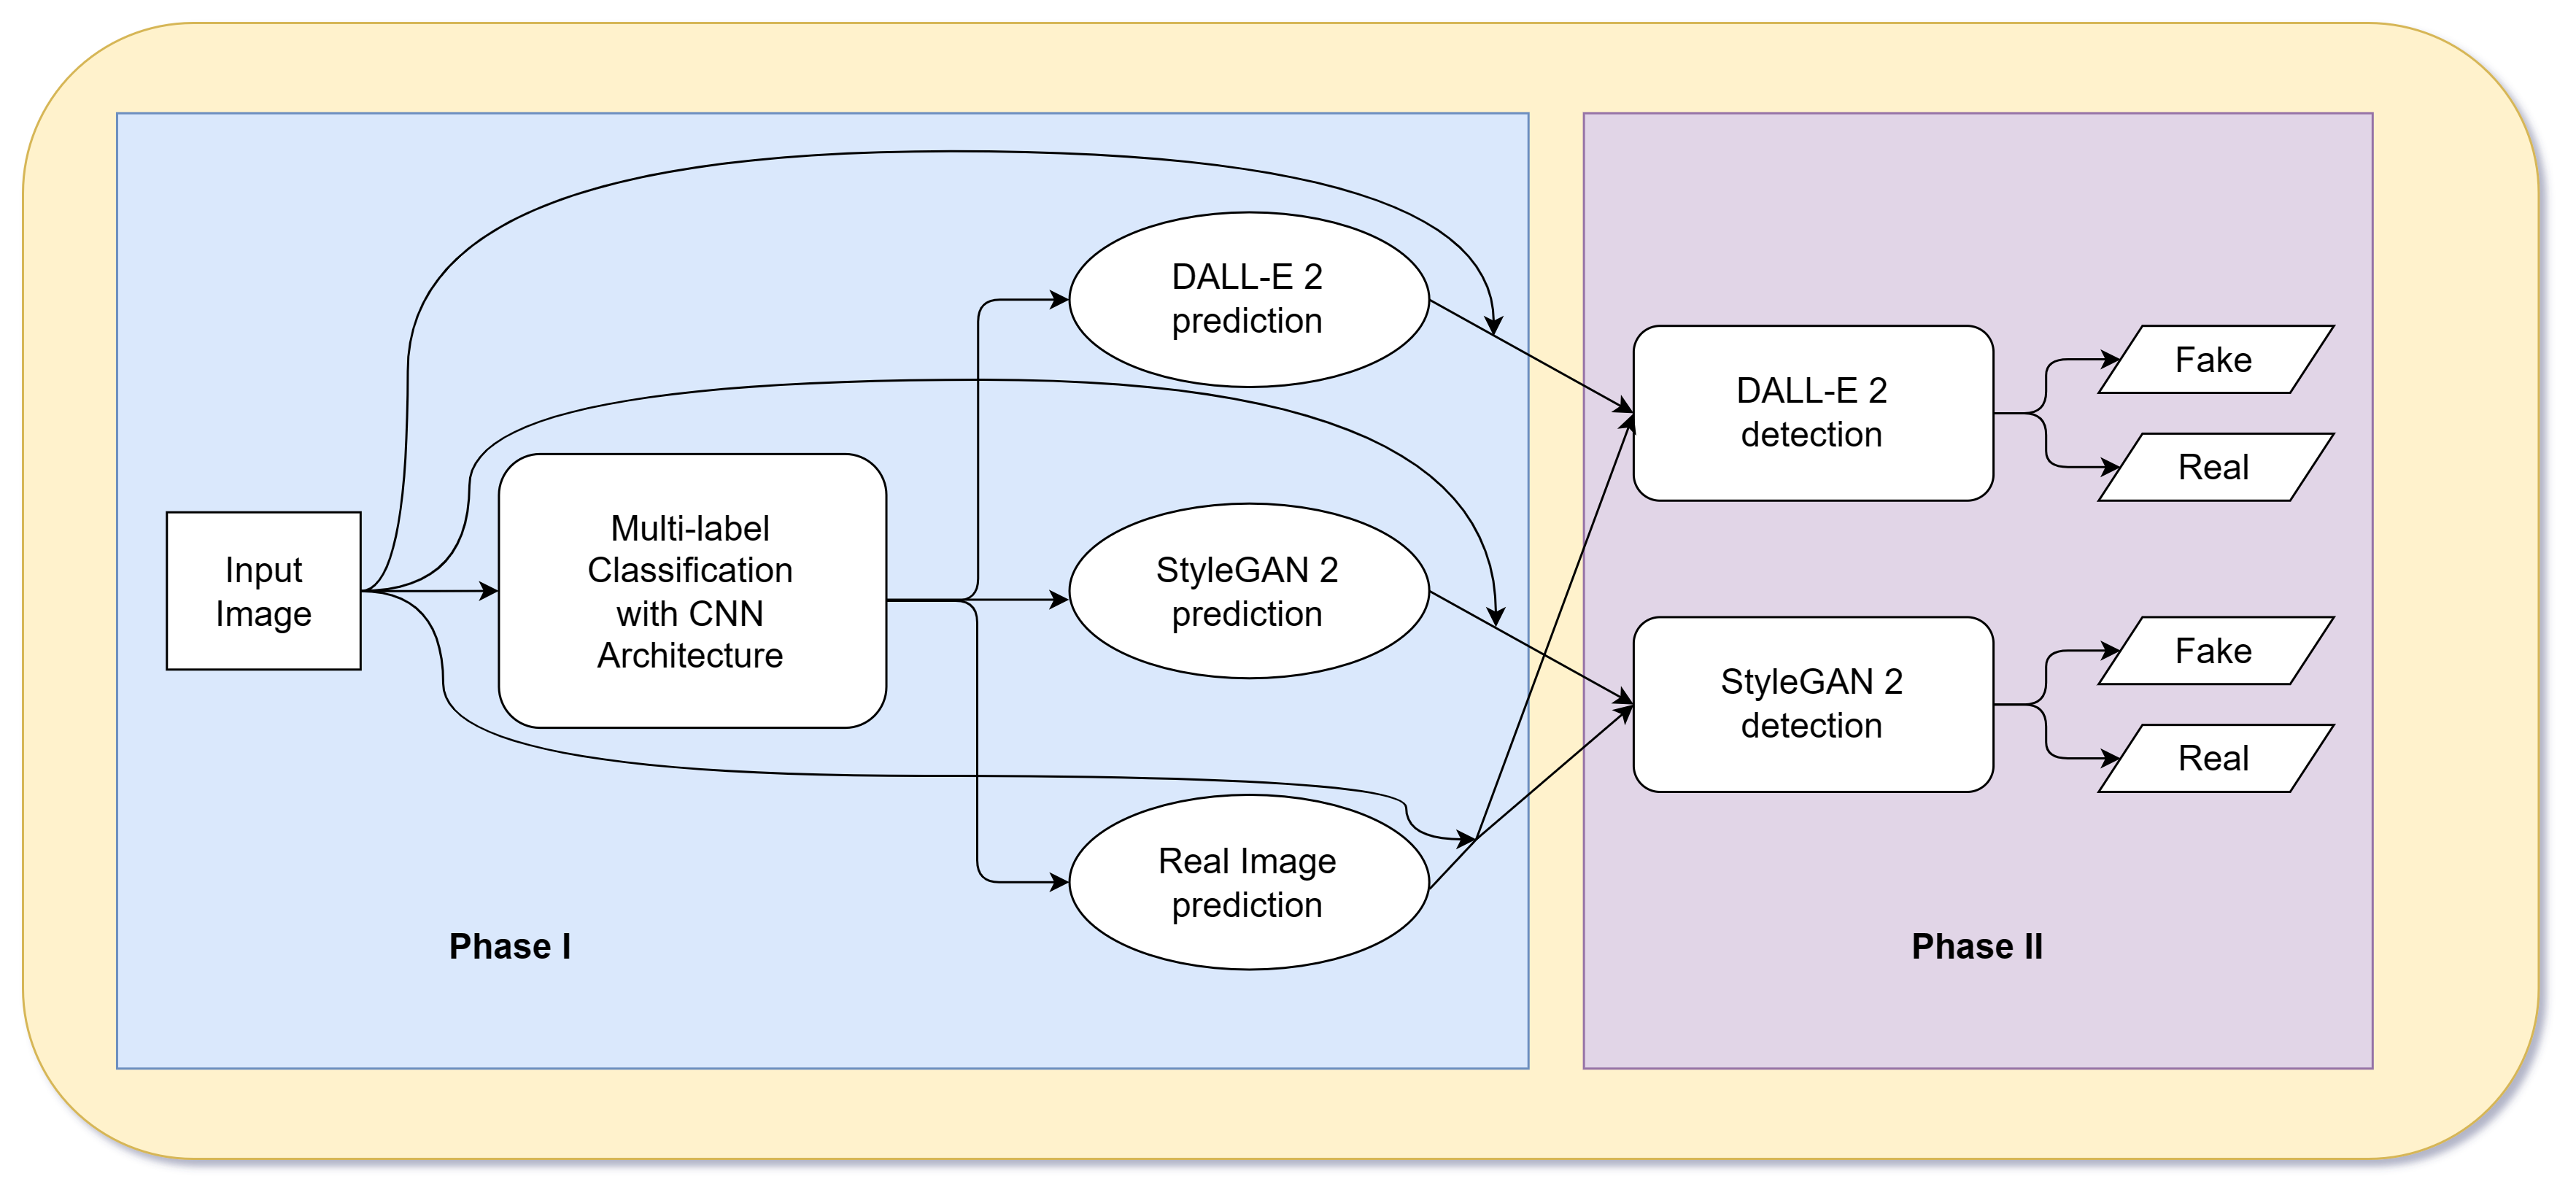 Input
Image
Multi-label
Classification
with CNN
Architecture
DALL-E 2
prediction
StyleGAN 2
prediction
Real Image
prediction
Phase I
DALL-E 2
detection
Fake
Real
StyleGAN 2
detection
Fake
Real
Phase II